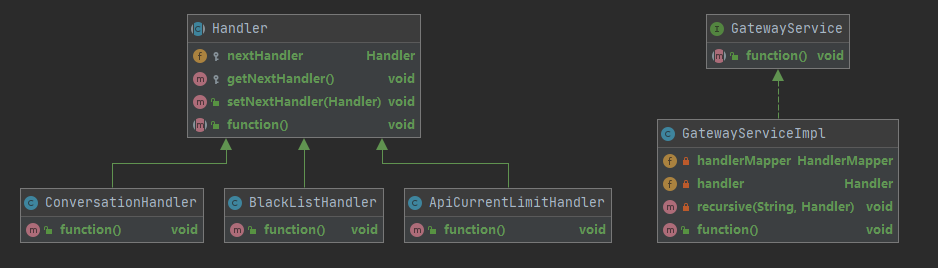 Handler
nextHandler Handler
getNextHandler() void
setNextHandler(Handler) void
function() void
GatewayService
function() void
GatewayServiceImpl
handlerMapper HandlerMapper
handler Handler
recursive(String, Handler) void
function() void
ConversationHandler
function() void
BlackListHandler
function() void
ApiCurrentLimitHandler
function() void